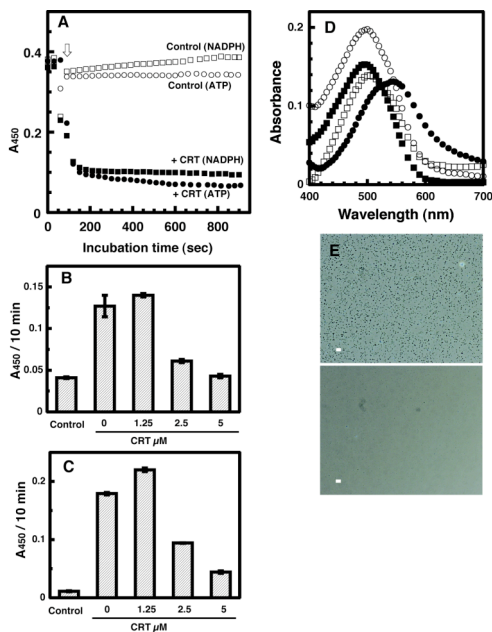 A
Control (NADPH)
Control (ATP)
+ CRT (NADPH)
+ CRT (ATP)
A450
0.4
0.2
0
0 200 400 600 800
Incubation time (sec)
B
A450 / 10 min
0.15
0.1
0.05
0
Control 0 1.25 2.5 5
CRT µM
C
A450 / 10 min
0.2
0.1
0
Control 0 1.25 2.5 5
CRT µM
D
Absorbance
0.2
0.1
0
400 500 600 700
Wavelength (nm)
E